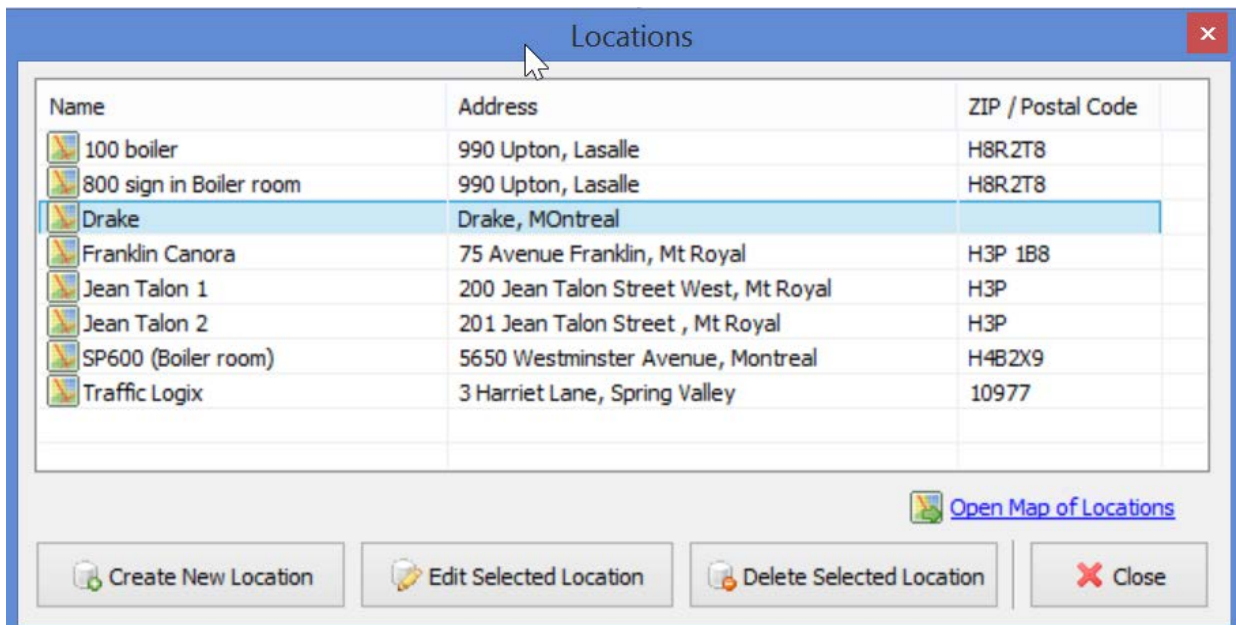 Locations
Name Address ZIP / Postal Code
100 boiler 990 Upton, Lasalle H8R2T8
800 sign in Boiler room 990 Upton, Lasalle H8R2T8
Drake Drake, MOntreal
Franklin Canora 75 Avenue Franklin, Mt Royal H3P 1B8
Jean Talon 1 200 Jean Talon Street West, Mt Royal H3P
Jean Talon 2 201 Jean Talon Street , Mt Royal H3P
SP600 (Boiler room) 5650 Westminster Avenue, Montreal H4B2X9
Traffic Logix 3 Harriet Lane, Spring Valley 10977
Open Map of Locations
Create New Location Edit Selected Location Delete Selected Location Close